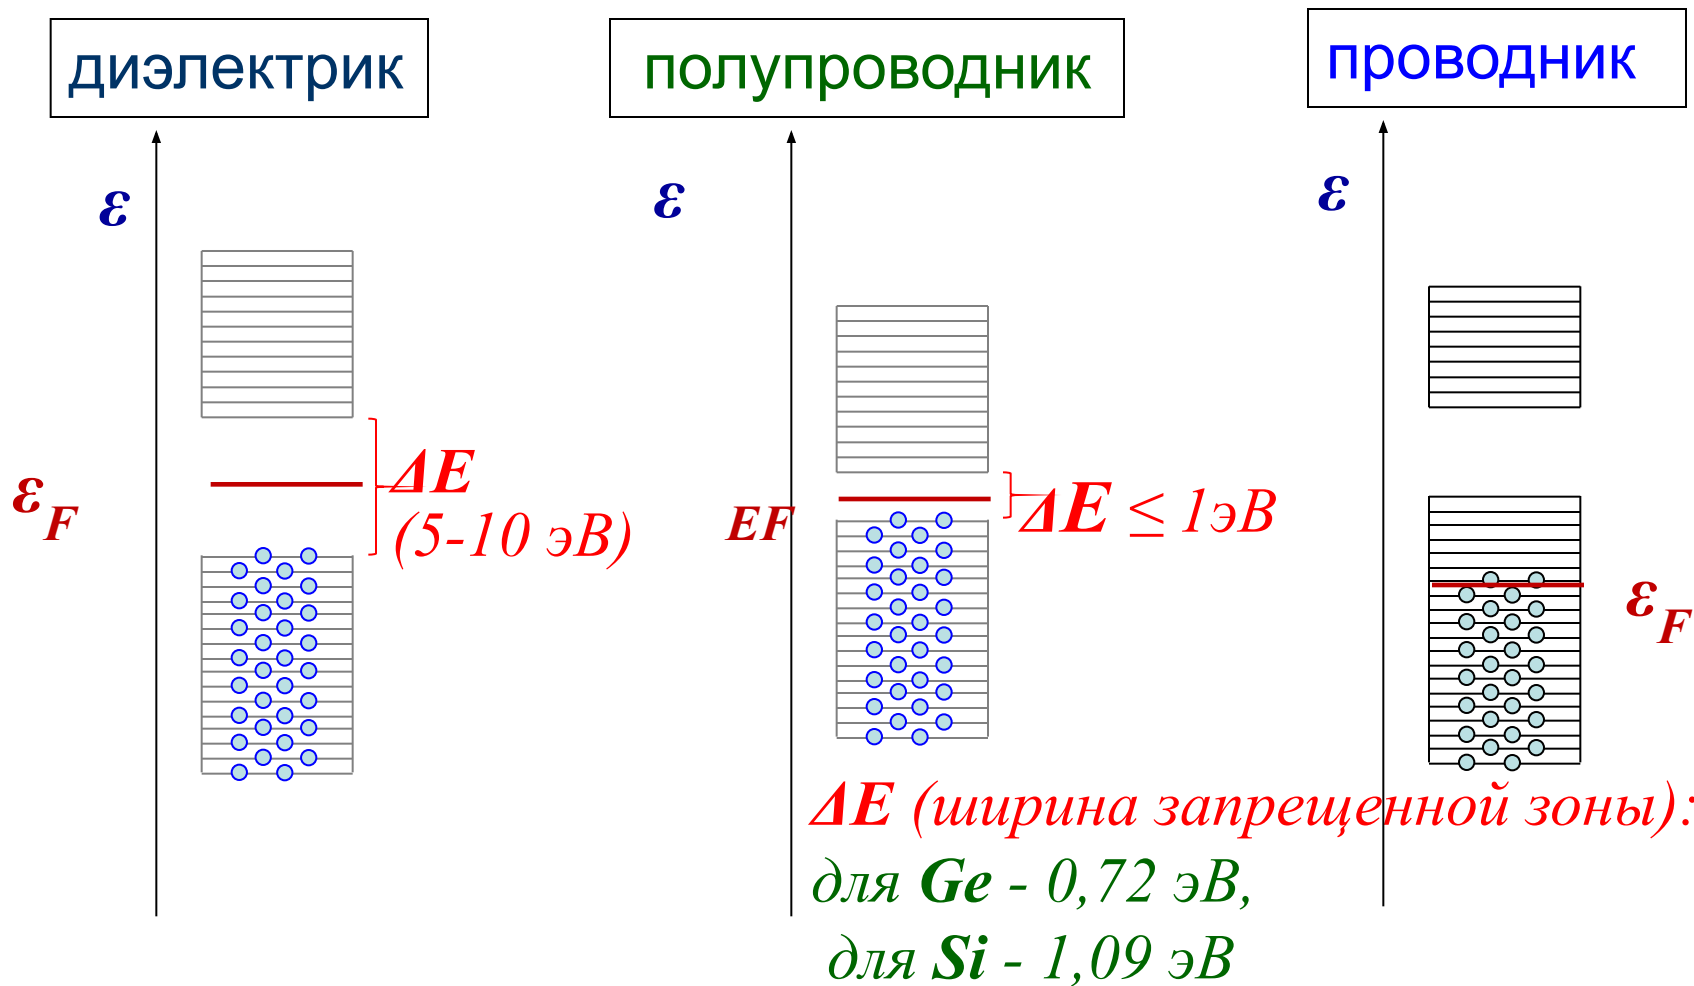 диэлектрик
полупроводник
проводник
ε
ε
ε
εF
ΔE
(5-10 эВ)
EF
ΔE ≤ 1эВ
εF
ΔE (ширина запрещенной зоны):
для Ge - 0,72 эВ,
для Si - 1,09 эВ